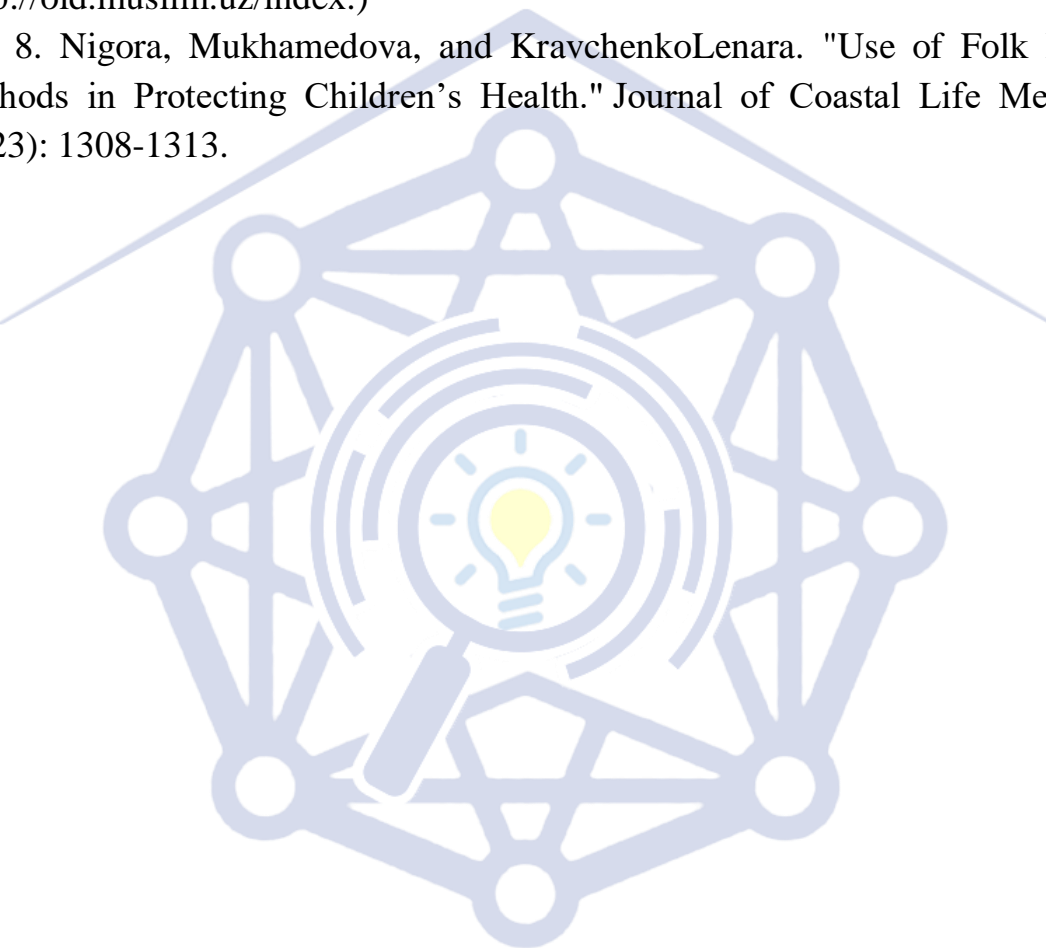 ://old.muslim.uz/index.)
8. Nigora, Mukhamedova, and KravchenkoLenara. "Use of Folk
hods in Protecting Children’s Health." Journal of Coastal Life Me
23): 1308-1313.